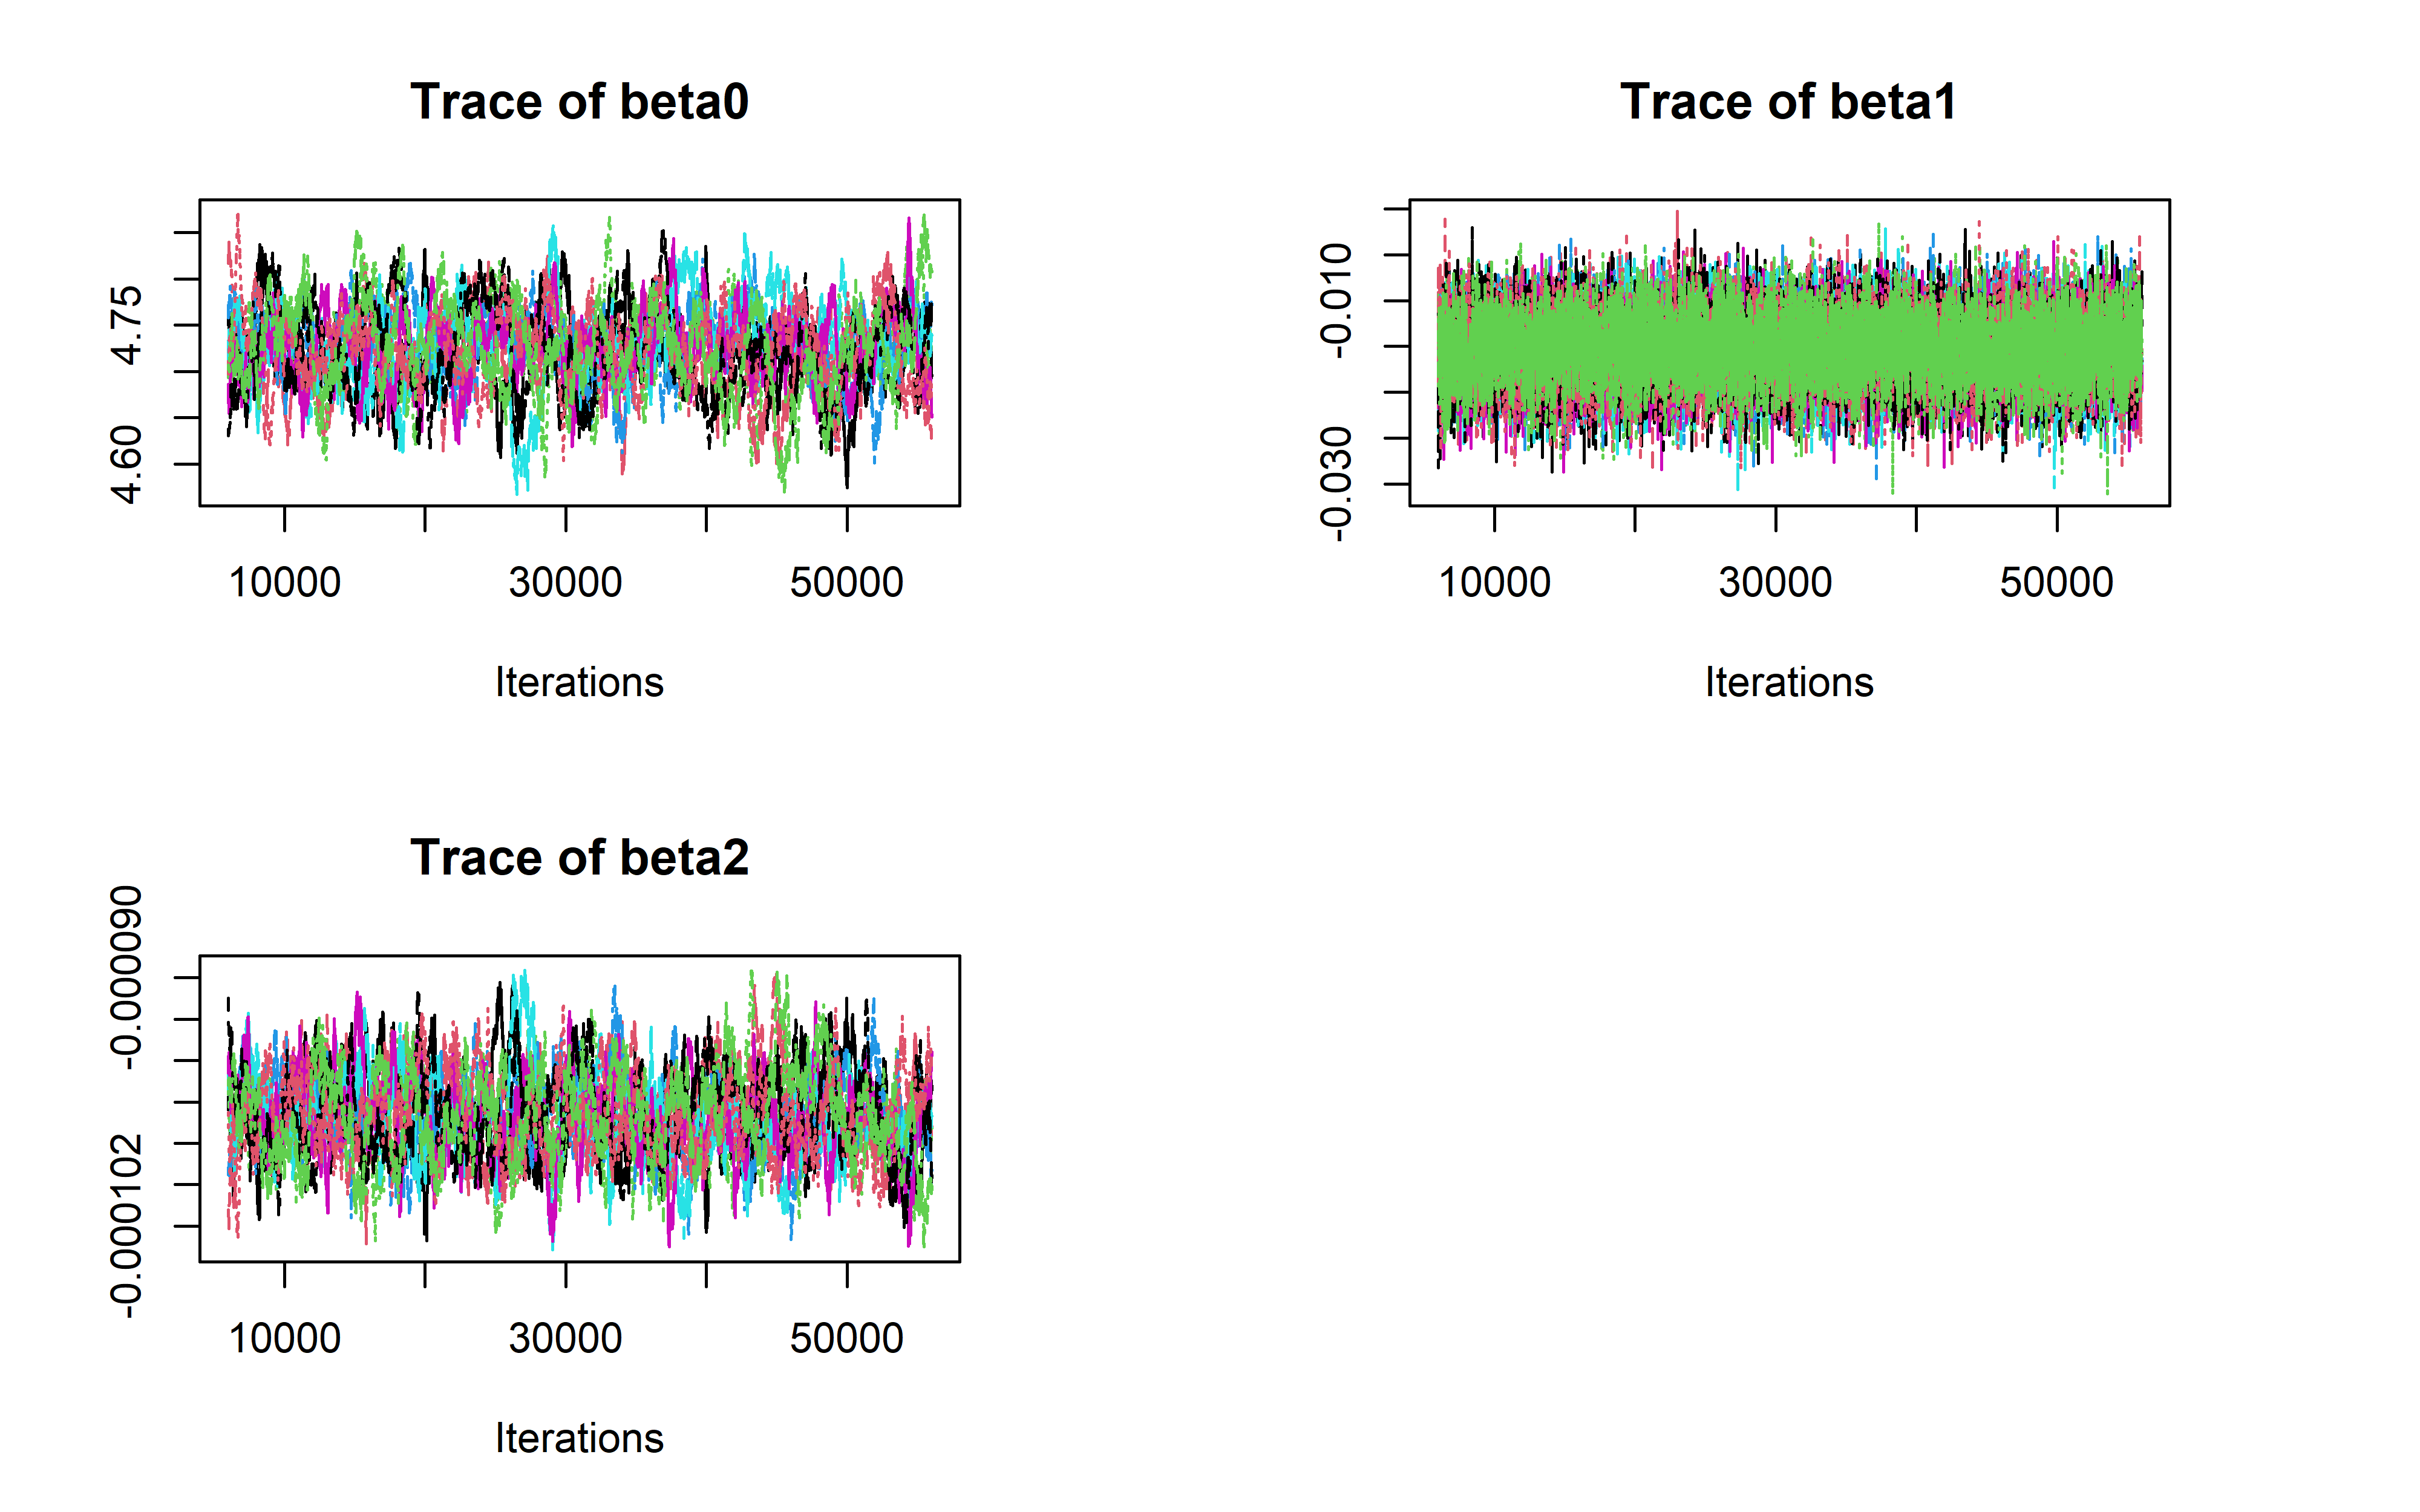 Trace of beta0
4.75
4.60
10000 30000 50000
Iterations
Trace of beta1
-0.010
-0.030
10000 30000 50000
Iterations
Trace of beta2
-0.000090
-0.000102
10000 30000 50000
Iterations